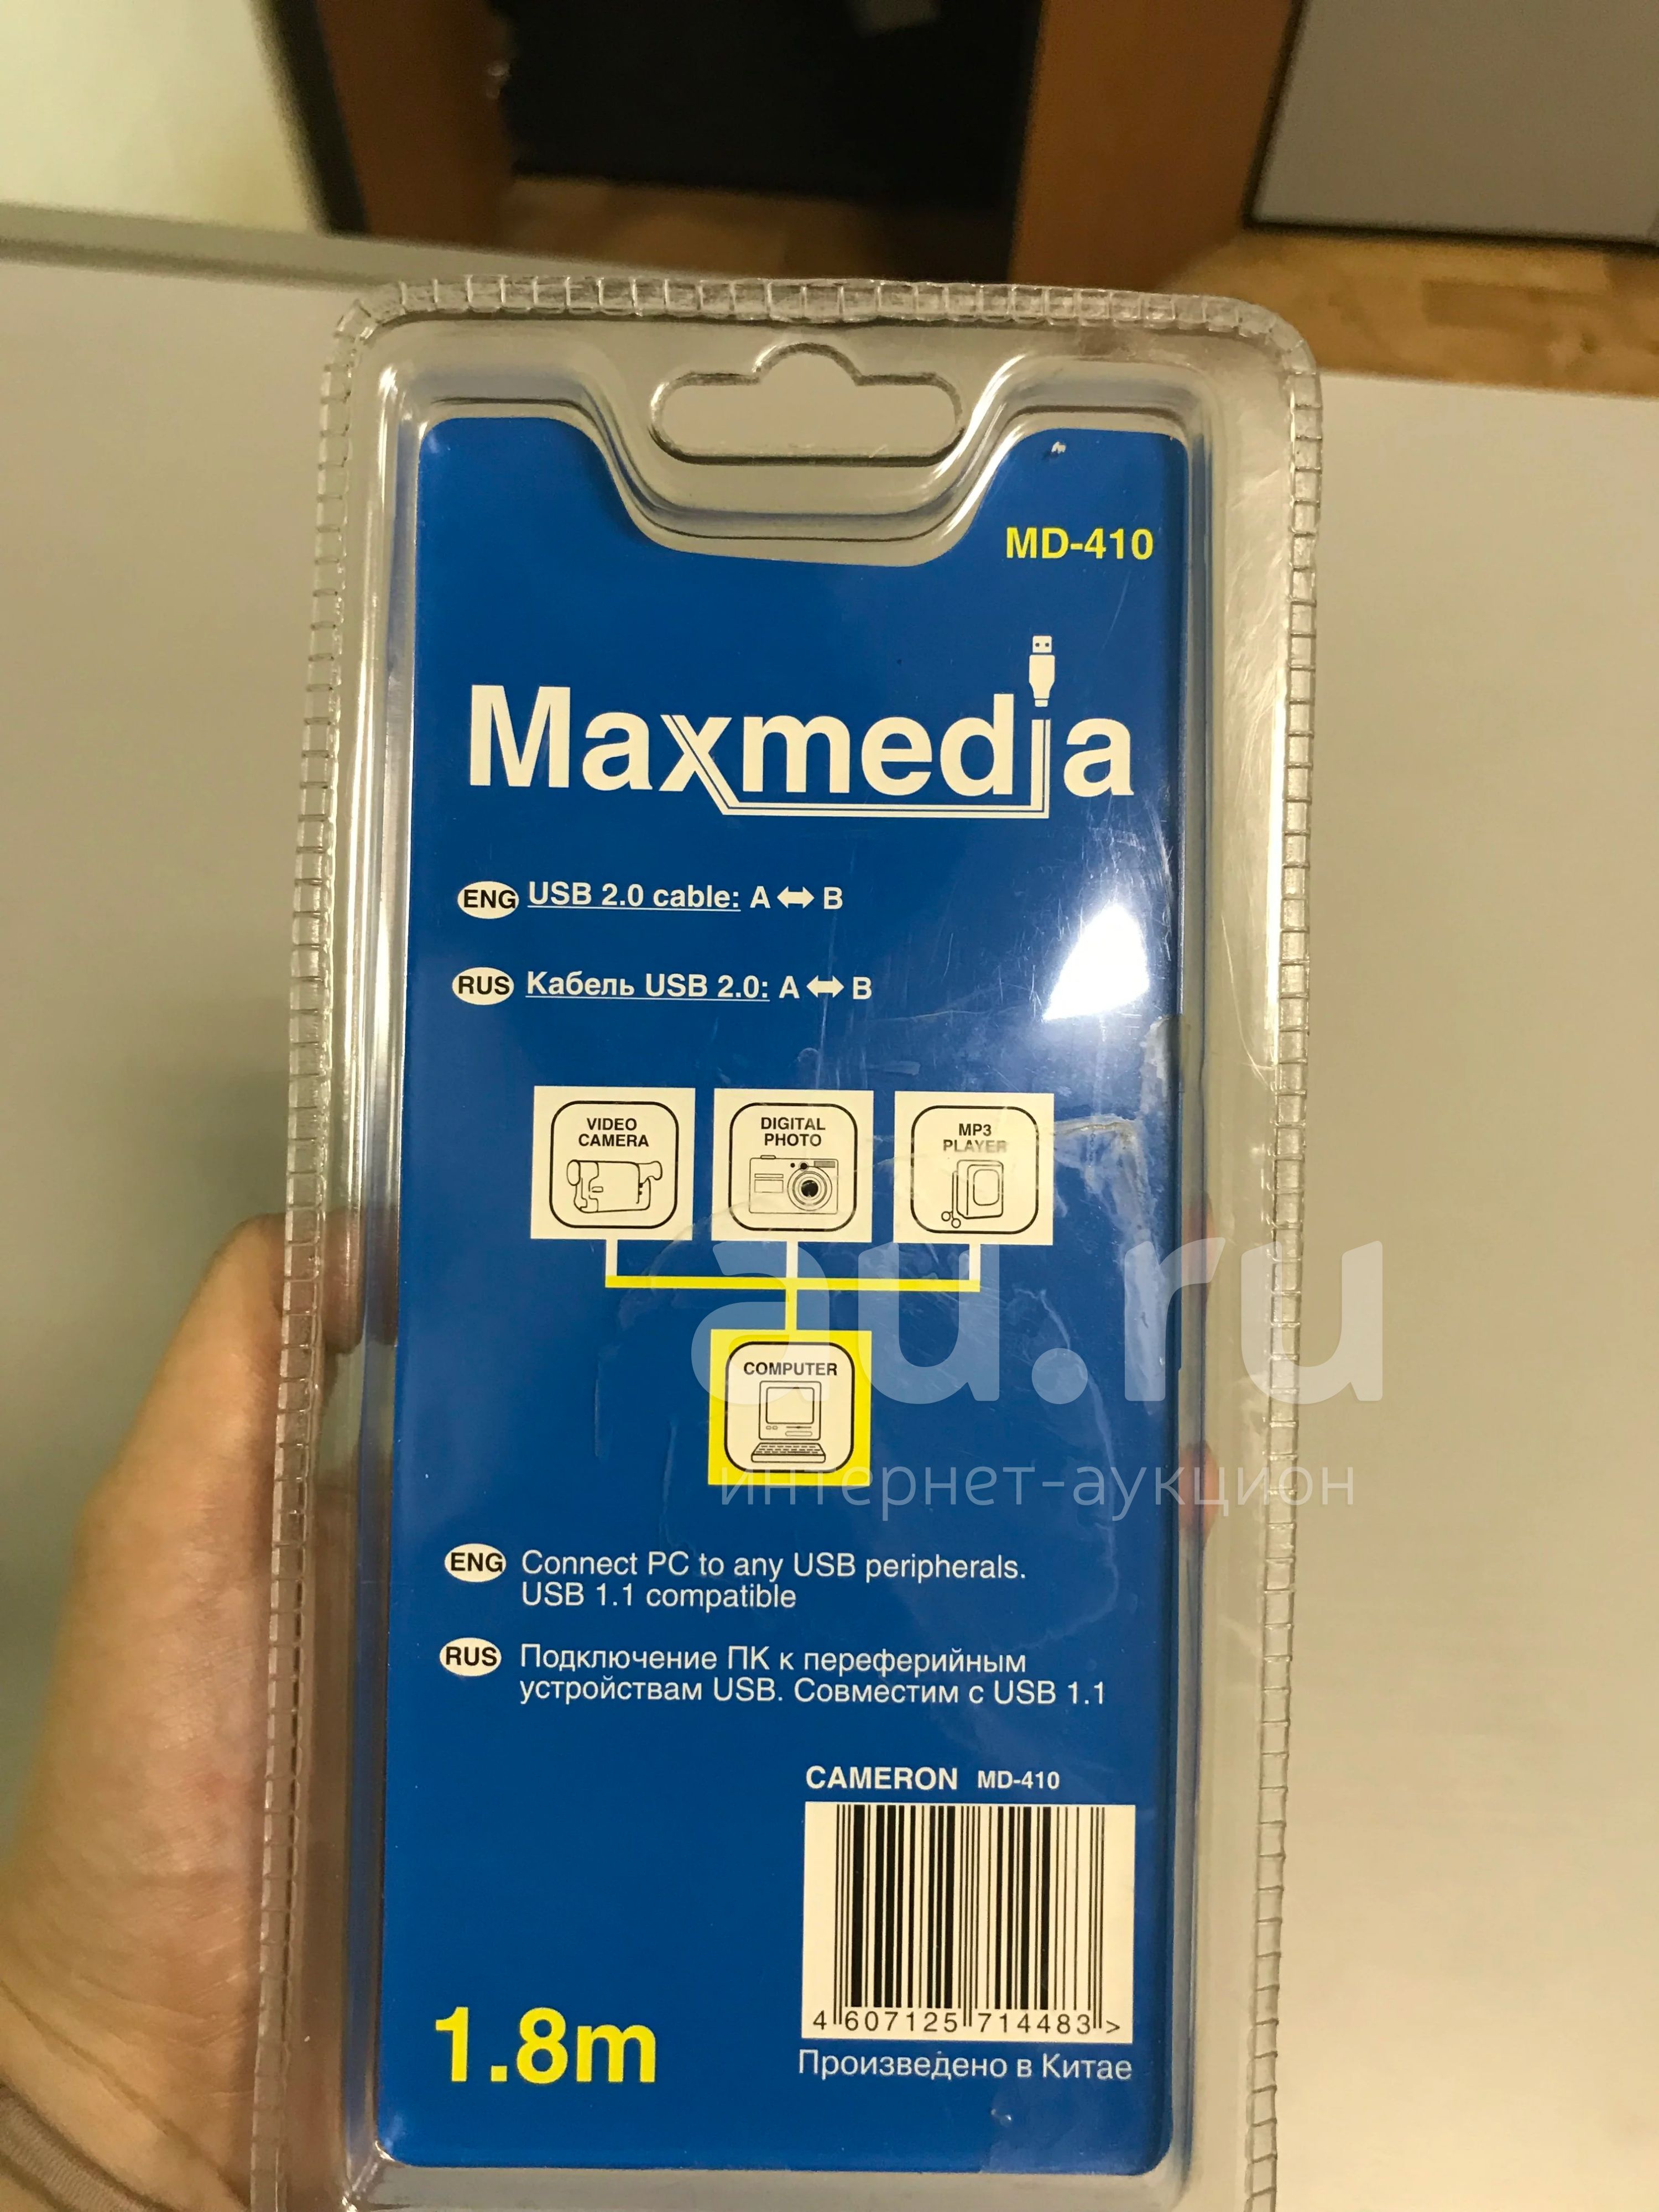 MD-410
Maxmedia
ENG USB 2.0 cable: A ⬌ B
RUS Кабель USB 2.0: A ⬌ B
VIDEO CAMERA
DIGITAL PHOTO
MP3 PLAYER
COMPUTER
au.ru
интернет-аукцион
ENG Connect PC to any USB peripherals.
USB 1.1 compatible
RUS Подключение ПК к переферийным
устройствам USB. Совместим с USB 1.1
CAMERON MD-410
4 607125 714483 >
1.8m
Произведено в Китае